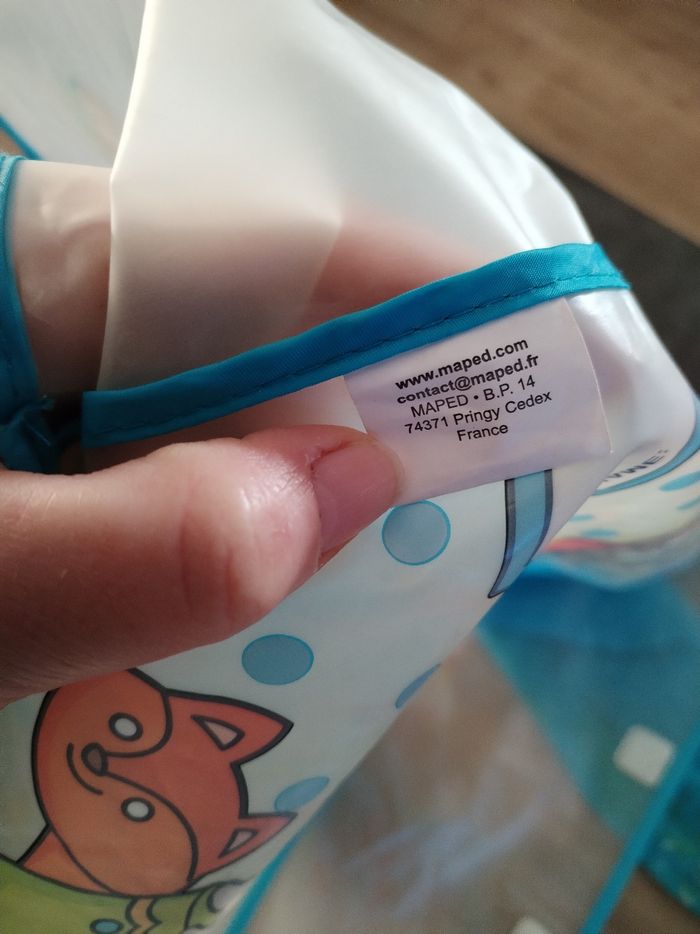 www.maped.com
contact@maped.fr
MAPED • B.P. 14
74371 Pringy Cedex
France